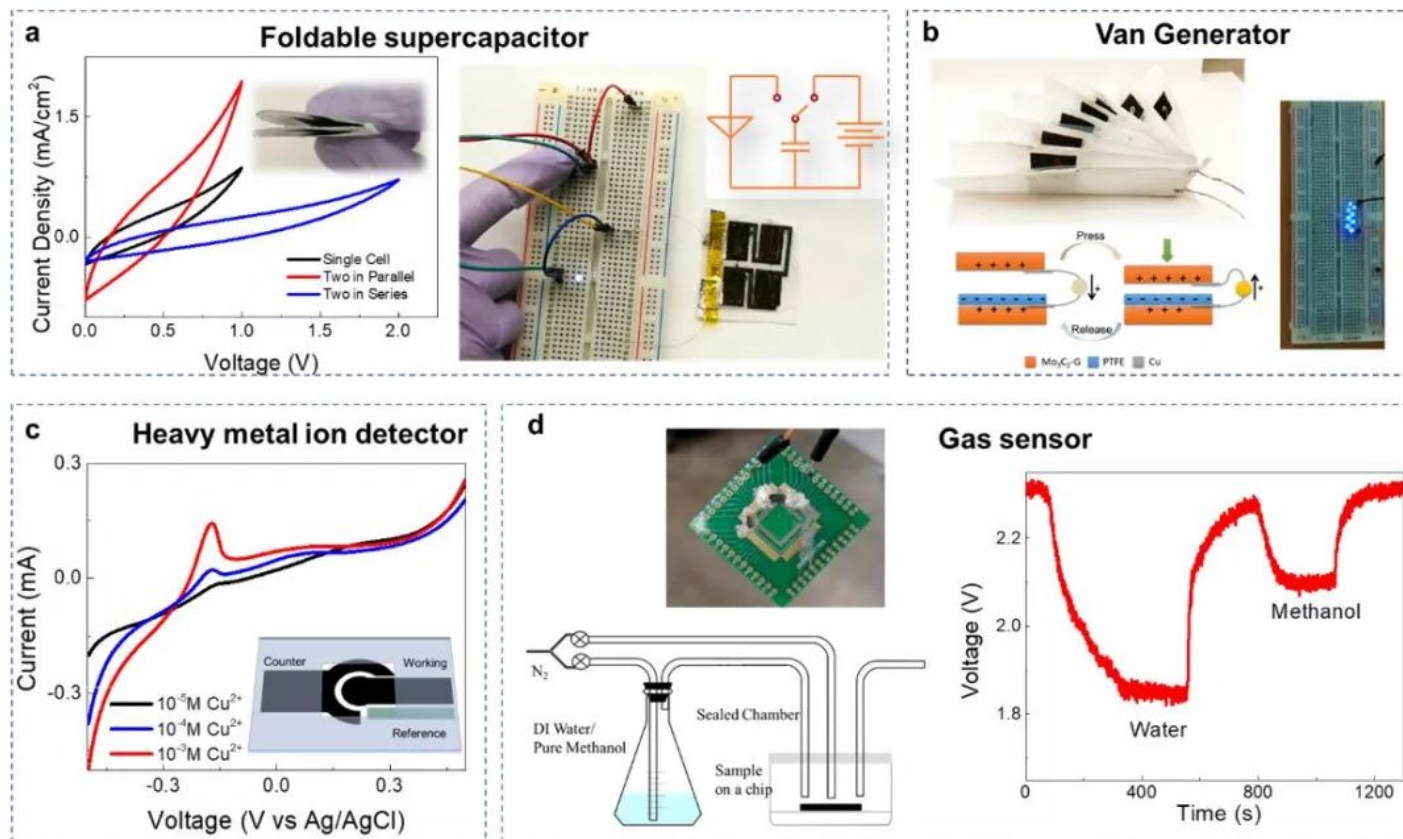 a
Foldable supercapacitor
Current Density (mA/cm²)
1.5
0.0
Single Cell
Two in Parallel
Two in Series
0.0 0.5 1.0 1.5 2.0
Voltage (V)
b
Van Generator
Press
+ + + +
+ + + + +
- - - - - -
+ + + + +
Release
Mo₃C₂-G PTFE Cu
c
Heavy metal ion detector
Current (mA)
0.3
0.0
-0.3
Counter
Working
Reference
10⁻⁵M Cu²⁺
10⁻⁴M Cu²⁺
10⁻³M Cu²⁺
-0.3 0.0 0.3
Voltage (V vs Ag/AgCl)
d
Gas sensor
N₂
DI Water/
Pure Methanol
Sealed Chamber
Sample
on a chip
Voltage (V)
2.2
2.0
1.8
Water
Methanol
0 400 800 1200
Time (s)